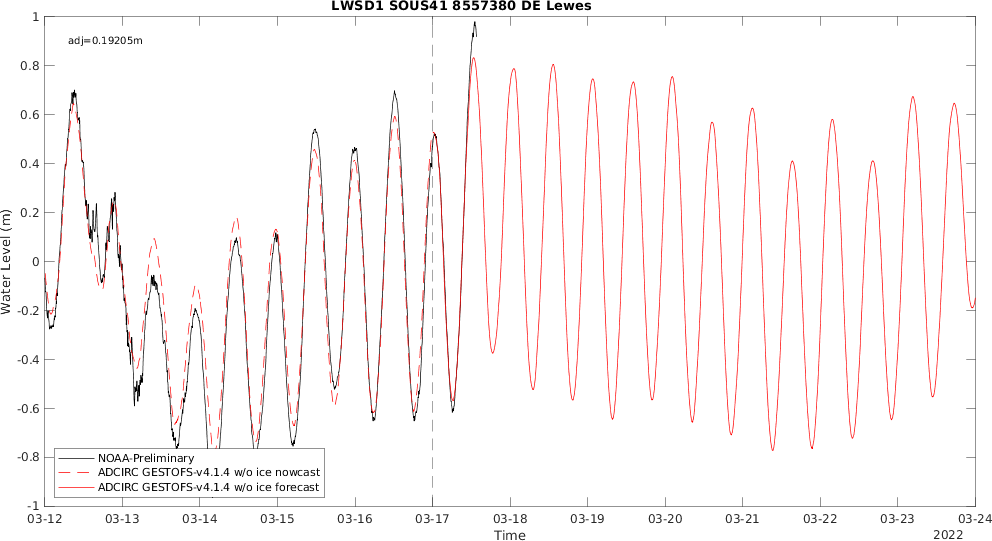 LWSD1 SOUS41 8557380 DE Lewes
adj=0.19205m
Water Level (m)
1
0.8
0.6
0.4
0.2
0
-0.2
-0.4
-0.6
-0.8
-1
NOAA-Preliminary
ADCIRC GESTOFS-v4.1.4 w/o ice nowcast
ADCIRC GESTOFS-v4.1.4 w/o ice forecast
03-12 03-13 03-14 03-15 03-16 03-17 03-18 03-19 03-20 03-21 03-22 03-23 03-24
Time
2022